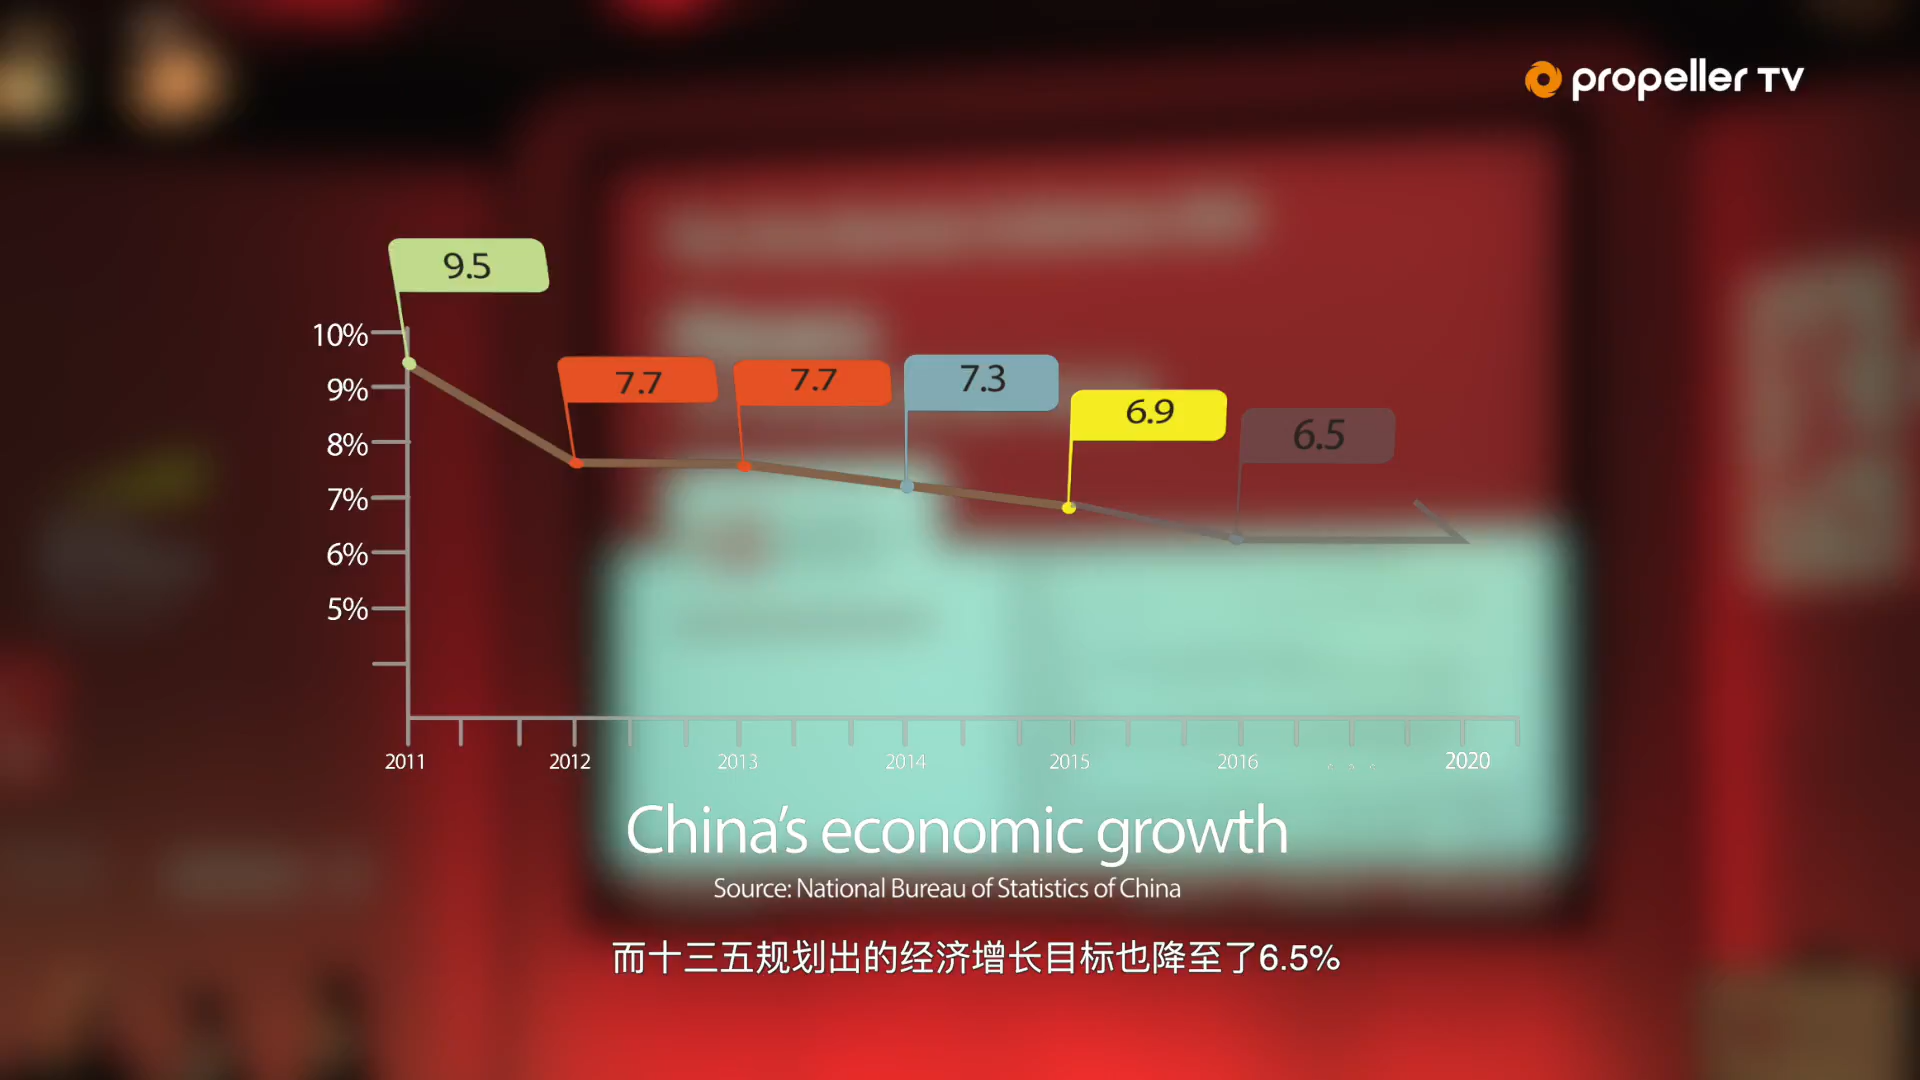 propeller TV
9.5
7.7
7.7
7.3
6.9
6.5
10%
9%
8%
7%
6%
5%
2011 2012 2013 2014 2015 2016 2020
China's economic growth
Source: National Bureau of Statistics of China
而十三五规划出的经济增长目标也降至了6.5%